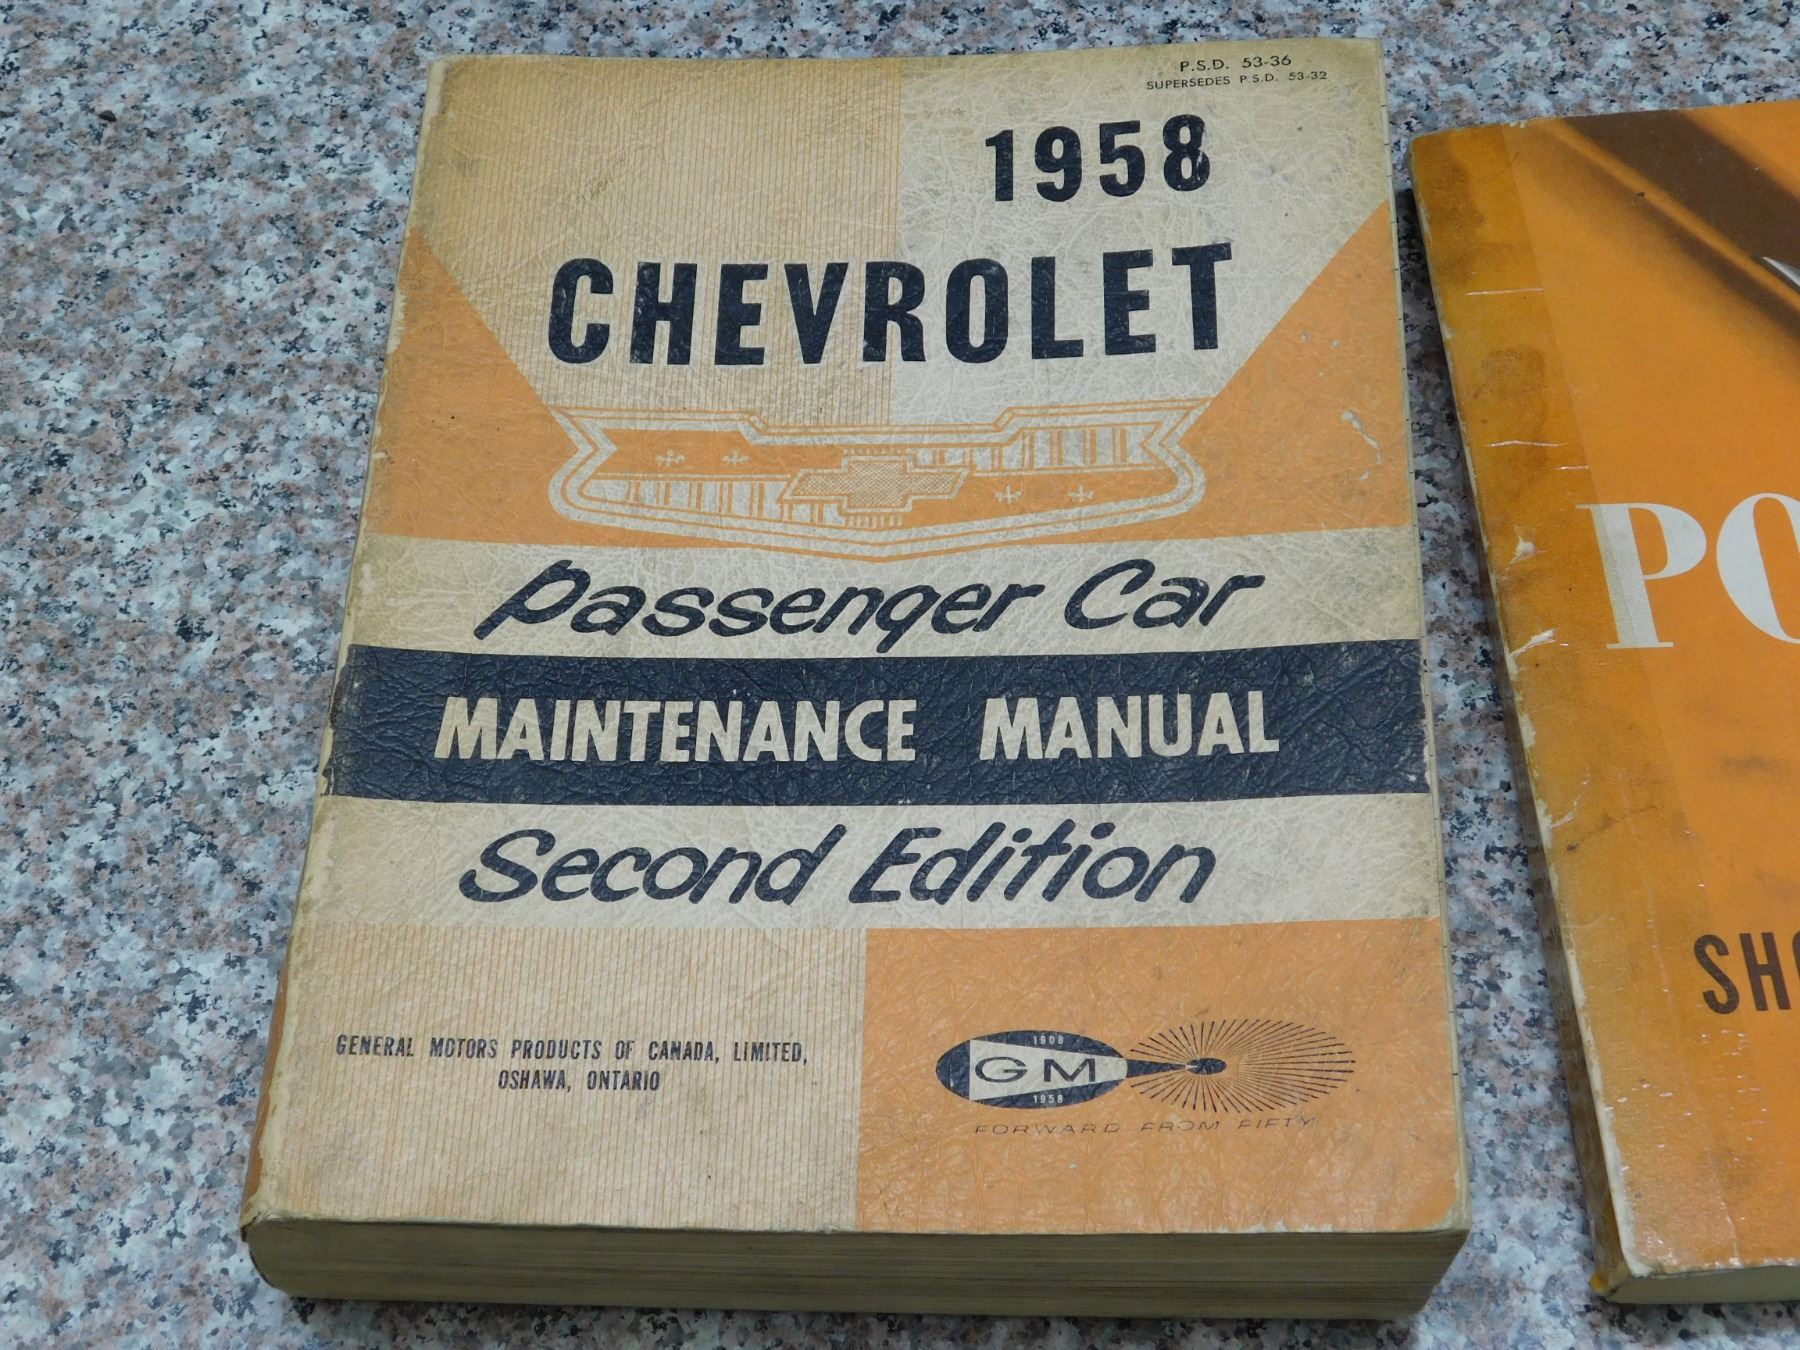 P.S.D. 53-36
SUPERSEDES P.S.D. 53-32
1958
CHEVROLET
Passenger Car
MAINTENANCE MANUAL
Second Edition
GENERAL MOTORS PRODUCTS OF CANADA, LIMITED,
OSHAWA, ONTARIO
1908
GM
1958
FORWARD FROM FIFTY
PO
SH